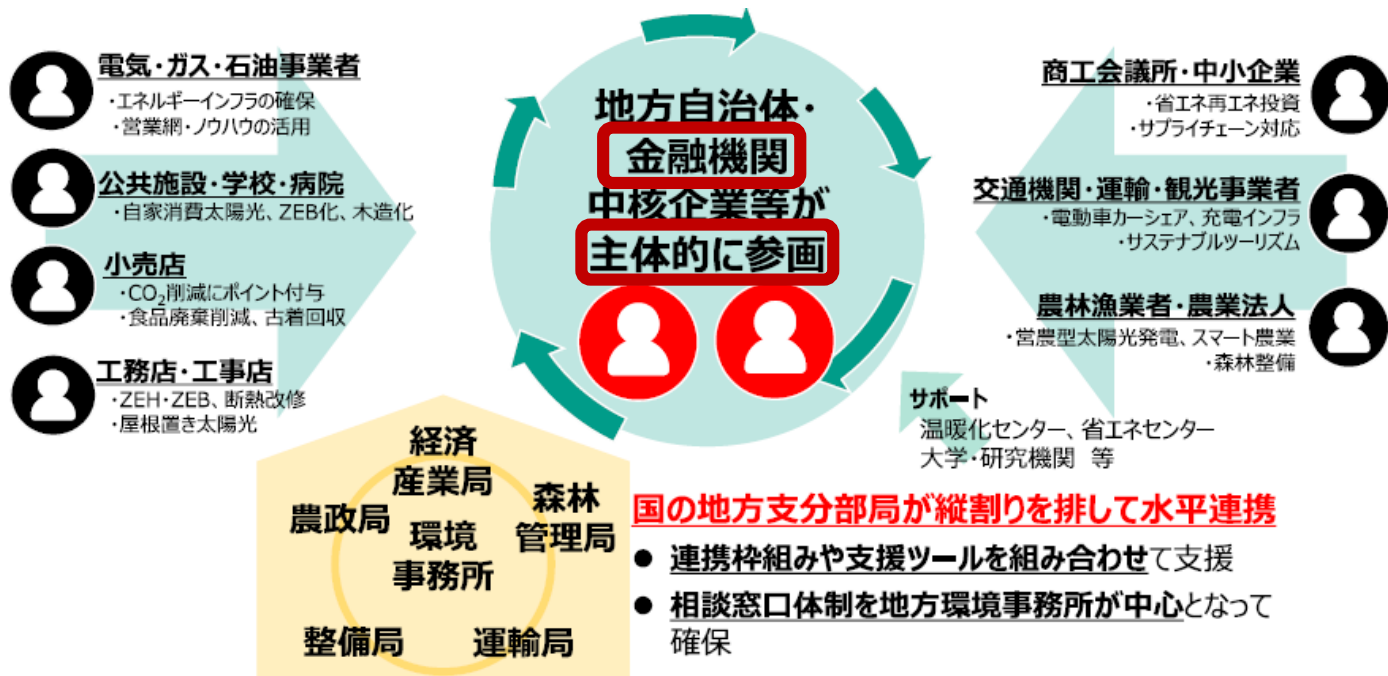 電気・ガス・石油事業者
・エネルギーインフラの確保
・営業網・ノウハウの活用
公共施設・学校・病院
・自家消費太陽光、ZEB化、木造化
小売店
・CO₂削減にポイント付与
・食品廃棄削減、古着回収
工務店・工事店
・ZEH・ZEB、断熱改修
・屋根置き太陽光
地方自治体・
金融機関
中核企業等が
主体的に参画
商工会議所・中小企業
・省エネ再エネ投資
・サプライチェーン対応
交通機関・運輸・観光事業者
・電動車カーシェア、充電インフラ
・サステナブルツーリズム
農林漁業者・農業法人
・営農型太陽光発電、スマート農業
・森林整備
サポート
温暖化センター、省エネセンター
大学・研究機関 等
経済
産業局
農政局
森林
管理局
環境
事務所
整備局
運輸局
国の地方支分部局が縦割りを排して水平連携
● 連携枠組みや支援ツールを組み合わせて支援
● 相談窓口体制を地方環境事務所が中心となって
確保